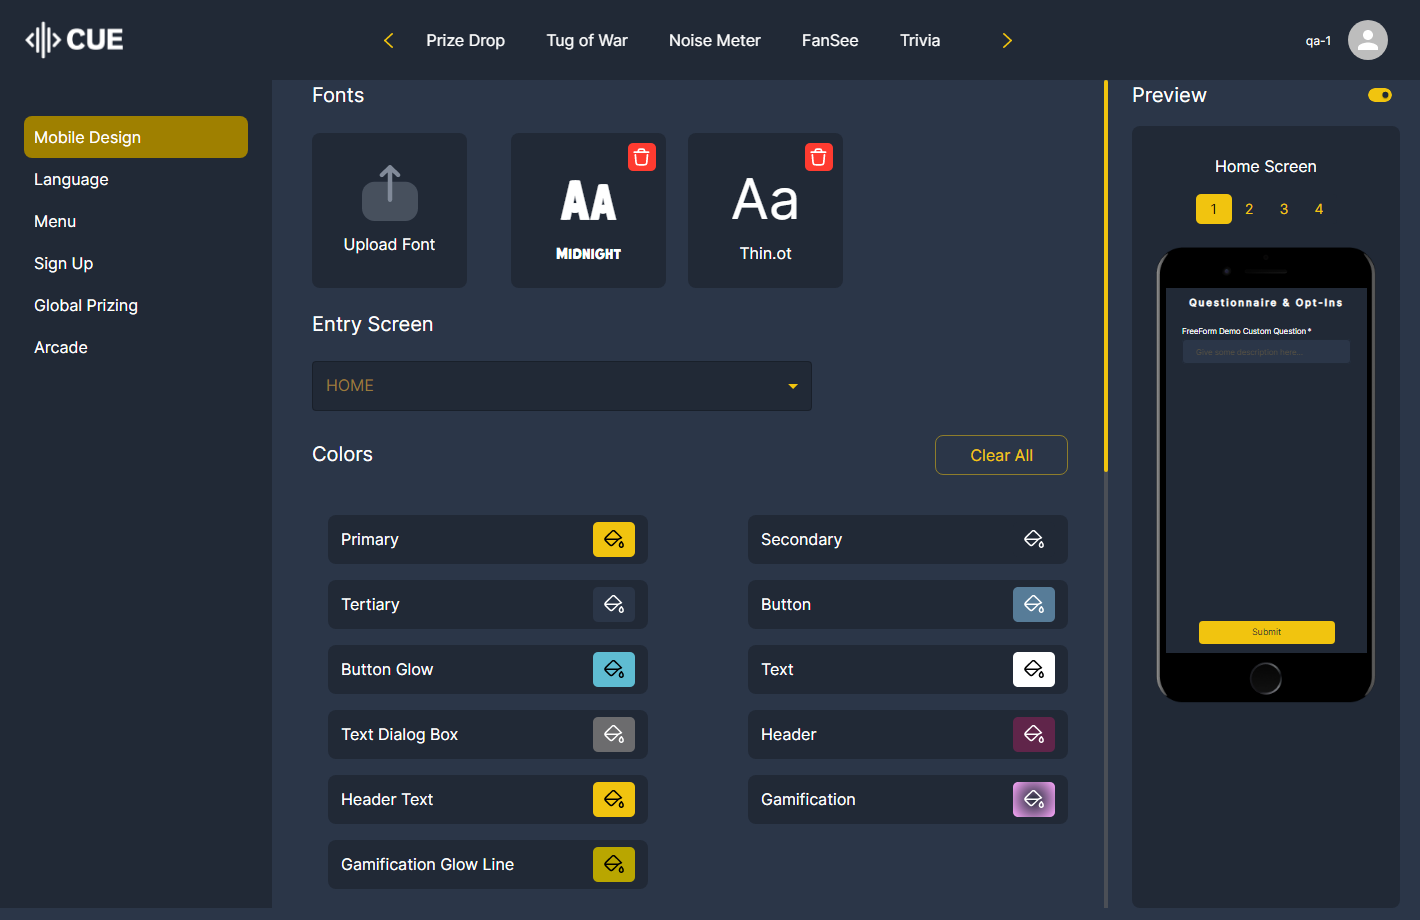 CUE
Prize Drop
Tug of War
Noise Meter
FanSee
Trivia
qa-1
Mobile Design
Language
Menu
Sign Up
Global Prizing
Arcade
Fonts
Upload Font
AA
MIDNIGHT
Aa
Thin.ot
Entry Screen
HOME
Colors
Clear All
Primary
Secondary
Tertiary
Button
Button Glow
Text
Text Dialog Box
Header
Header Text
Gamification
Gamification Glow Line
Preview
Home Screen
1 2 3 4
Questionnaire & Opt-Ins
FreeForm Demo Custom Question *
Give some description here...
Submit